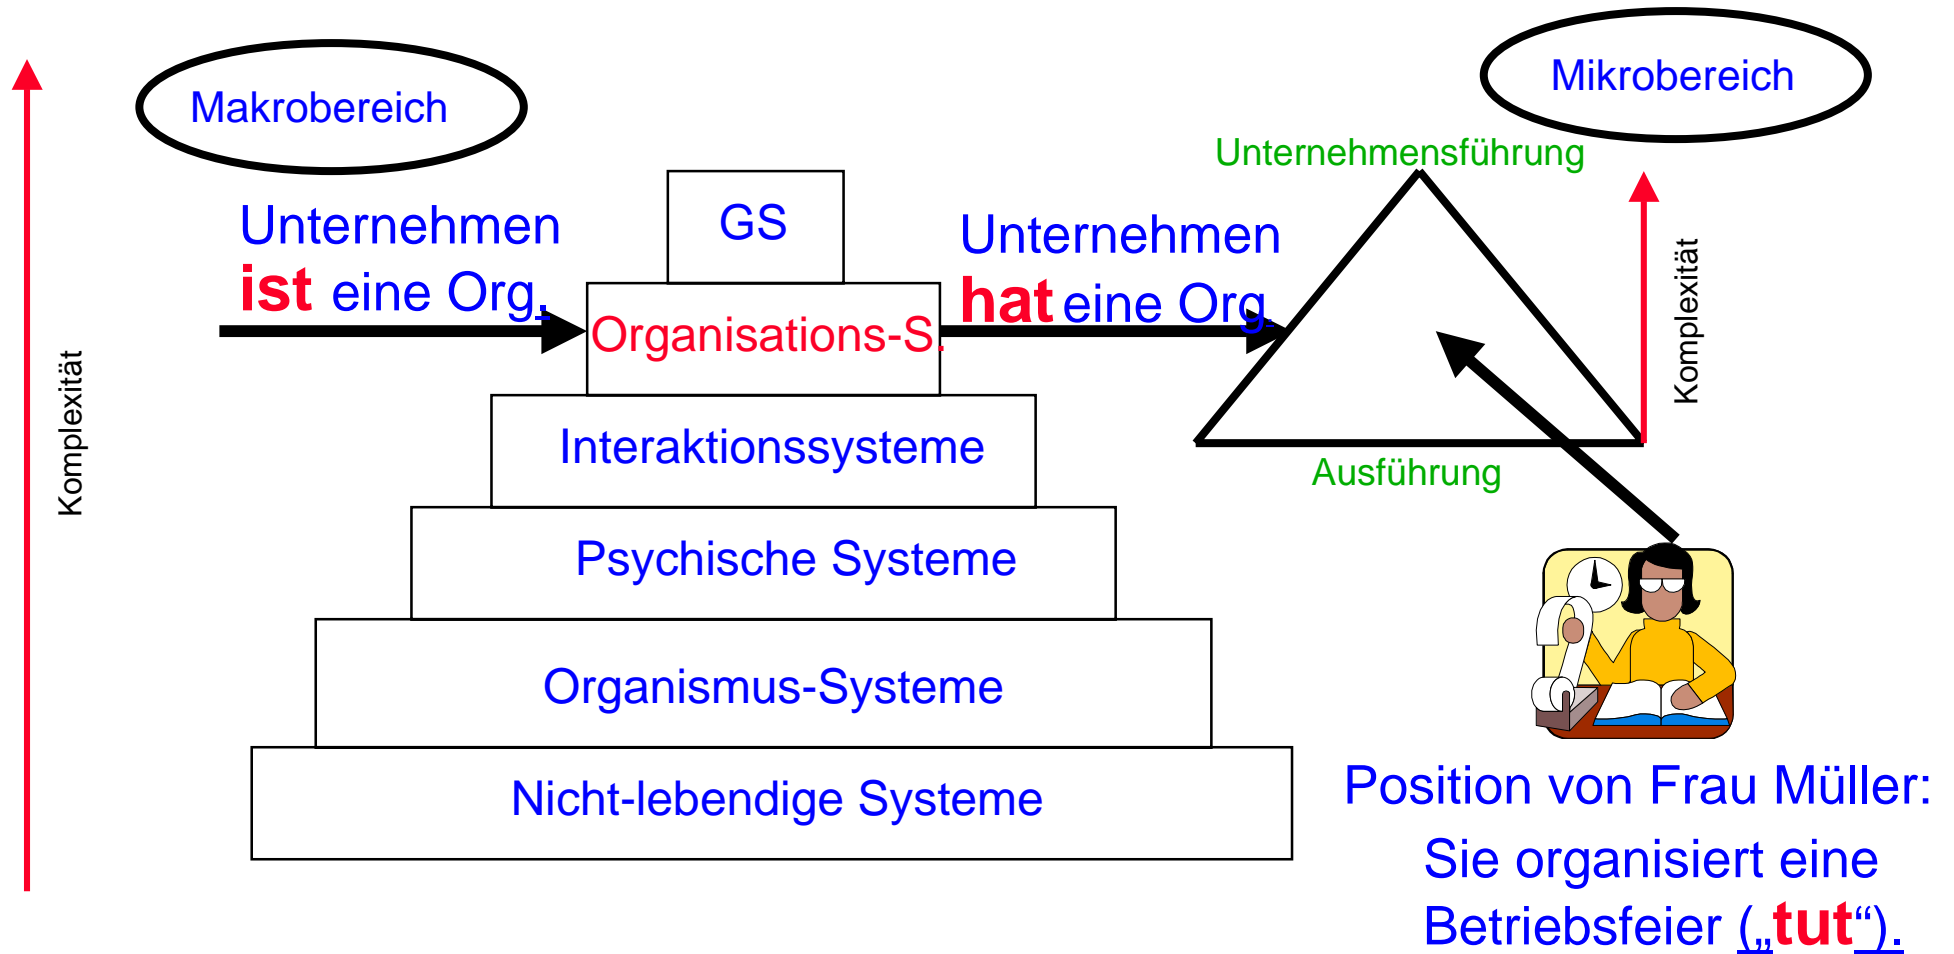 Makrobereich
Mikrobereich
Unternehmensführung
Unternehmen
ist eine Org.
GS
Unternehmen
hat eine Org.
Organisations-S.
Komplexität
Komplexität
Interaktionssysteme
Ausführung
Psychische Systeme
Organismus-Systeme
Nicht-lebendige Systeme
Position von Frau Müller:
Sie organisiert eine
Betriebsfeier („tut“).